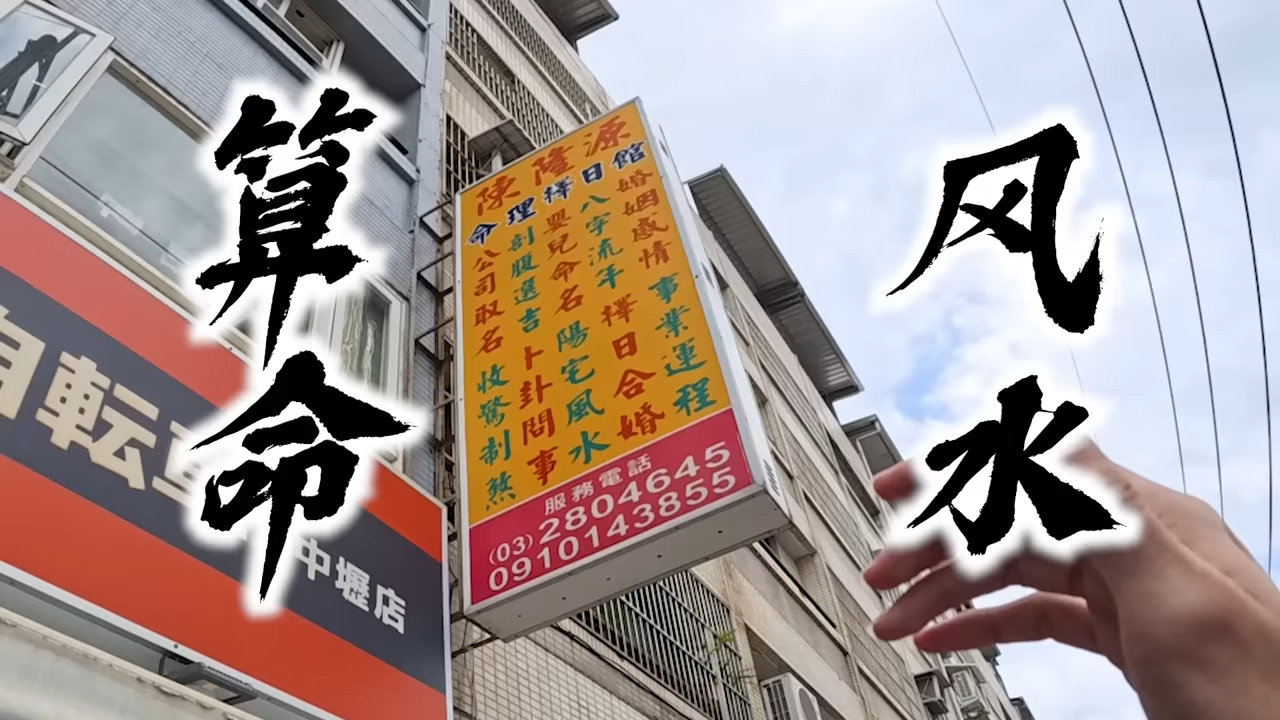 算命
风水
陳隆源
命理擇日館
公司取名 收驚制煞
剖腹選吉 卜卦問事
嬰兒命名 陽宅風水
八字流年 擇日合婚
婚姻感情 事業運程
服務電話
(03)2804645
0910143855
自転車
中壢店